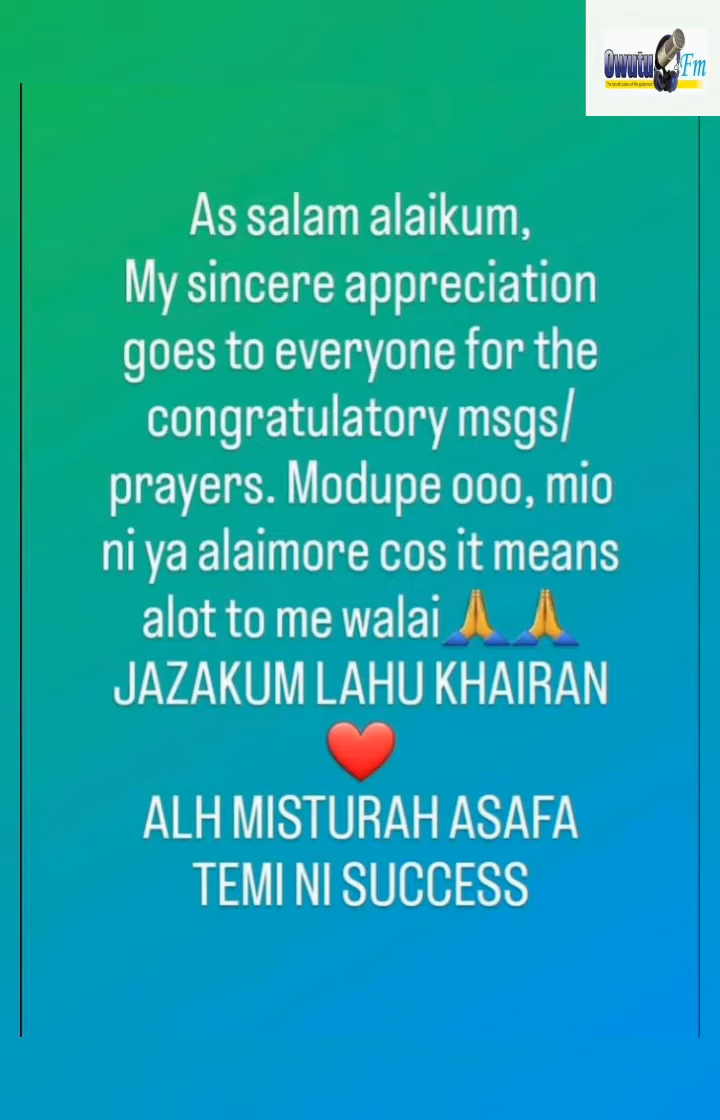 Owutu Fm
As salam alaikum,
My sincere appreciation
goes to everyone for the
congratulatory msgs/
prayers. Modupe ooo, mio
ni ya alaimore cos it means
alot to me walai🙏🙏
JAZAKUM LAHU KHAIRAN
❤️
ALH MISTURAH ASAFA
TEMI NI SUCCESS